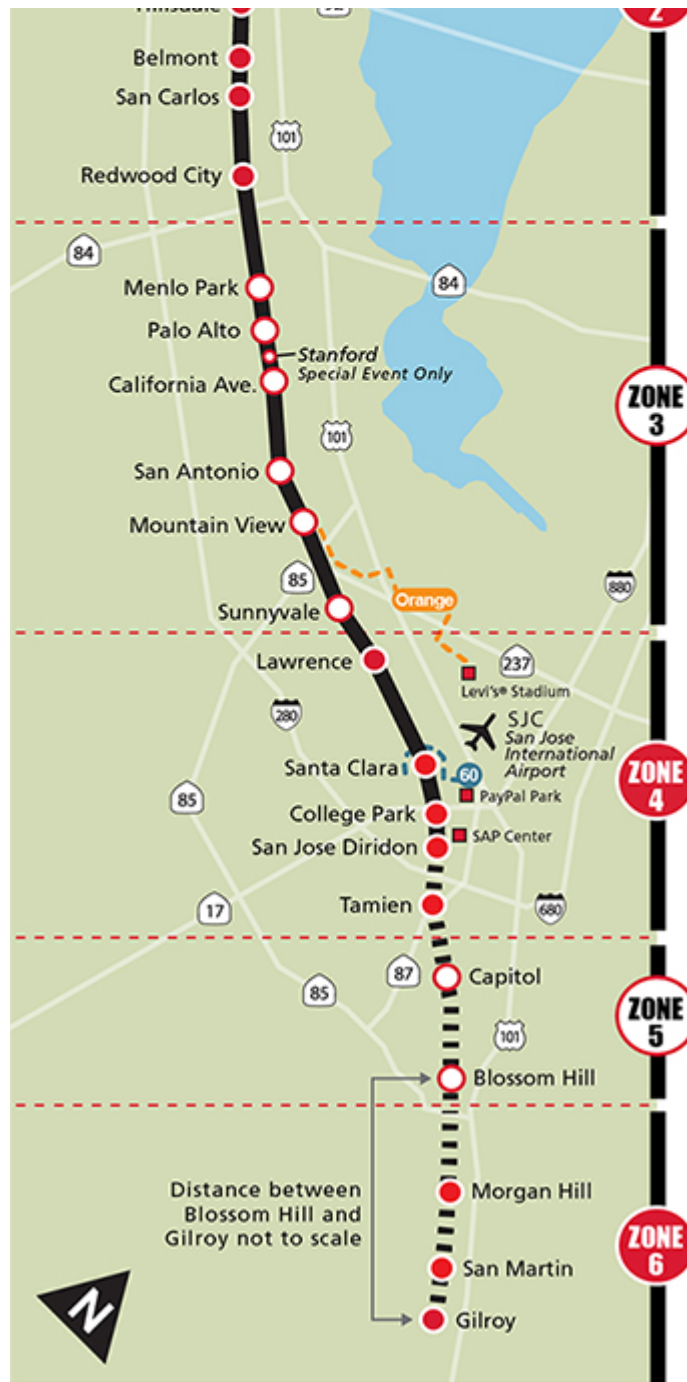 Hillsdale
92
2
Belmont
San Carlos
101
Redwood City
84
84
Menlo Park
Palo Alto
Stanford
Special Event Only
California Ave.
ZONE
3
101
San Antonio
Mountain View
85
Orange
880
Sunnyvale
Lawrence
237
Levi's® Stadium
280
SJC
San Jose
International
Airport
Santa Clara
60
ZONE
4
85
PayPal Park
College Park
SAP Center
San Jose Diridon
17
Tamien
680
87
Capitol
85
ZONE
5
101
Blossom Hill
Distance between
Blossom Hill and
Gilroy not to scale
Morgan Hill
ZONE
6
San Martin
N
Gilroy